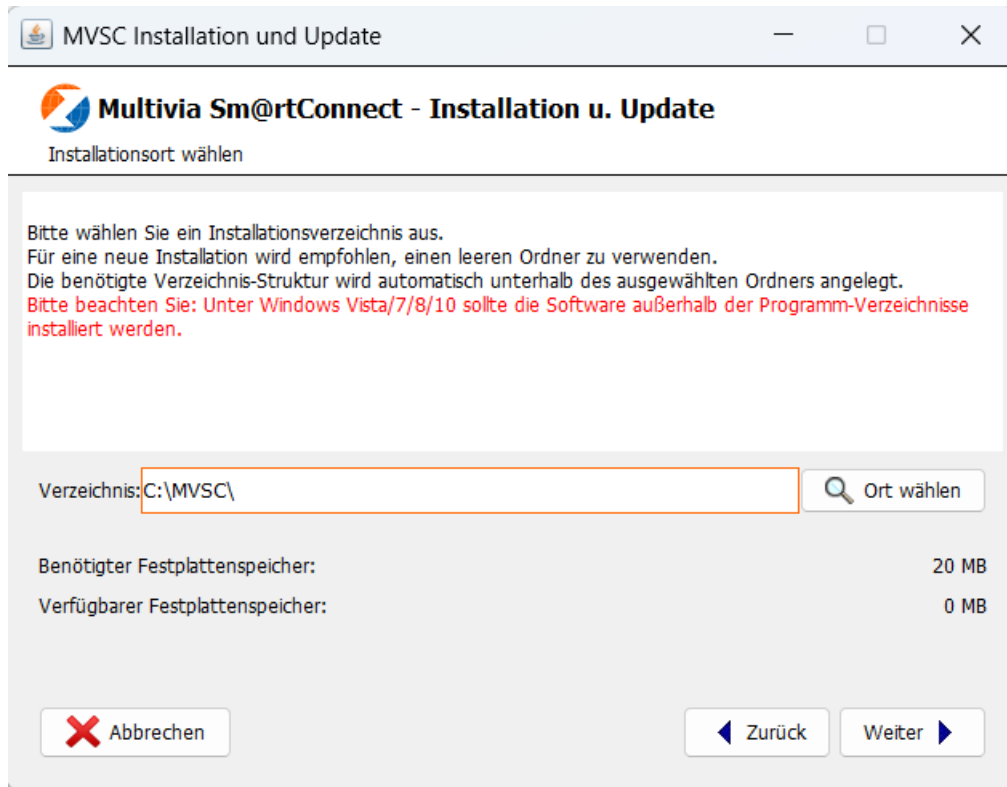 MVSC Installation und Update
Multivia Sm@rtConnect - Installation u. Update
Installationsort wählen
Bitte wählen Sie ein Installationsverzeichnis aus.
Für eine neue Installation wird empfohlen, einen leeren Ordner zu verwenden.
Die benötigte Verzeichnis-Struktur wird automatisch unterhalb des ausgewählten Ordners angelegt.
Bitte beachten Sie: Unter Windows Vista/7/8/10 sollte die Software außerhalb der Programm-Verzeichnisse
installiert werden.
Verzeichnis: C:\MVSC\ Ort wählen
Benötigter Festplattenspeicher: 20 MB
Verfügbarer Festplattenspeicher: 0 MB
Abbrechen Zurück Weiter